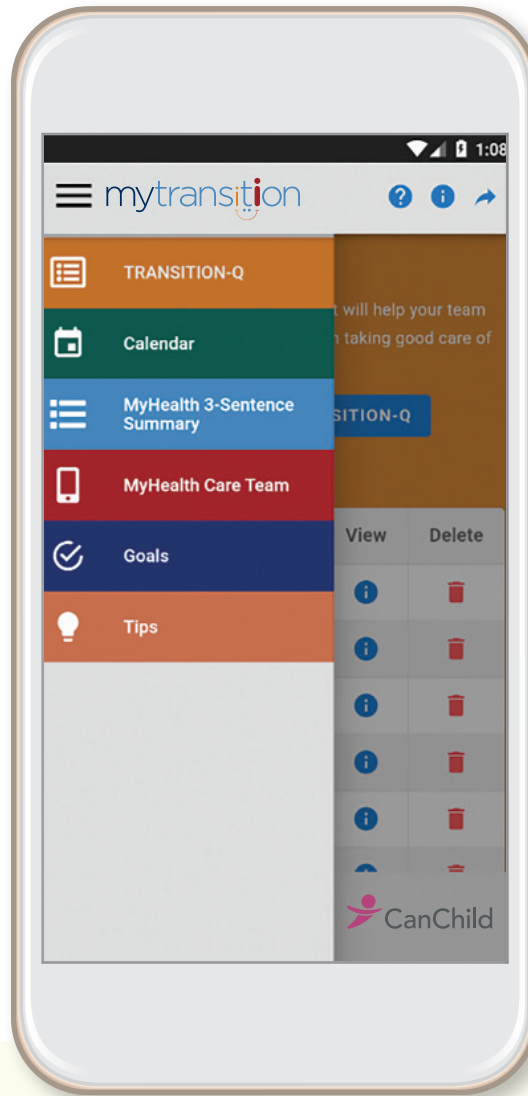 1:08
mytransition
TRANSITION-Q
t will help your team
Calendar
taking good care of
MyHealth 3-Sentence
Summary
SITION-Q
MyHealth Care Team
View Delete
Goals
Tips
CanChild